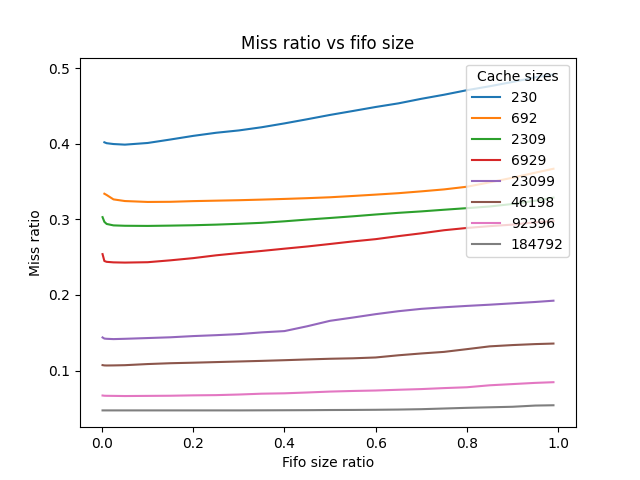 Miss ratio vs fifo size
Cache sizes
230
692
2309
6929
23099
46198
92396
184792
0.5
0.4
0.3
0.2
0.1
Miss ratio
0.0 0.2 0.4 0.6 0.8 1.0
Fifo size ratio